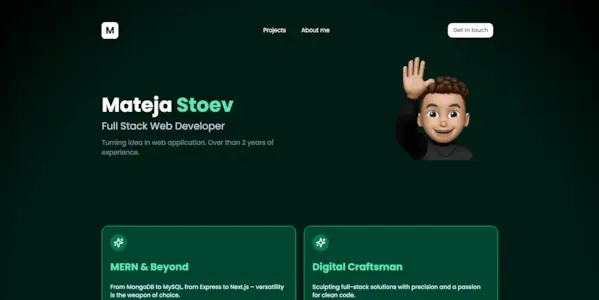 M
Projects
About me
Get in touch
Mateja Stoev
Full Stack Web Developer
Turning idea in web application. Over than 2 years of
experience.
MERN & Beyond
From MongoDB to MySQL, from Express to Next.js – versatility
is the weapon of choice.
Digital Craftsman
Sculpting full-stack solutions with precision and a passion
for clean code.